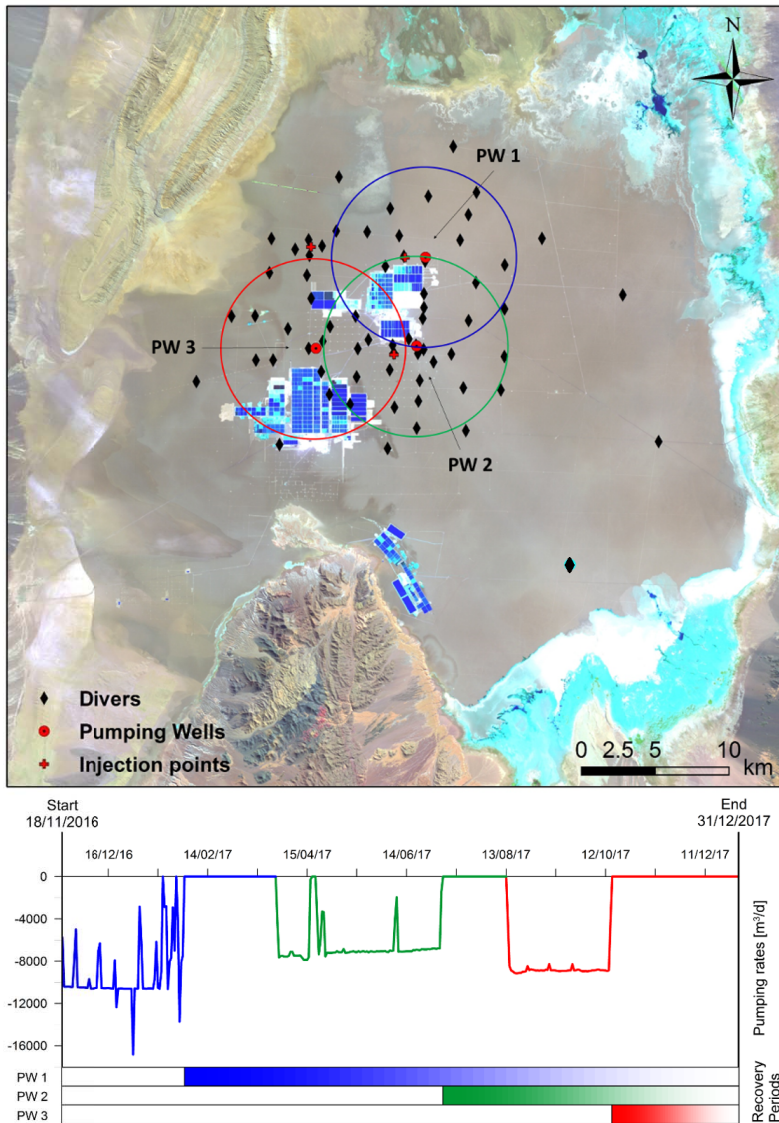 N
PW 1
PW 3
PW 2
Divers
Pumping Wells
Injection points
0 2.5 5 10
km
Start
18/11/2016
End
31/12/2017
16/12/16 14/02/17 15/04/17 14/06/17 13/08/17 12/10/17 11/12/17
0
-4000
-8000
-12000
-16000
Pumping rates [m³/d]
PW 1
PW 2
PW 3
Recovery
Periods